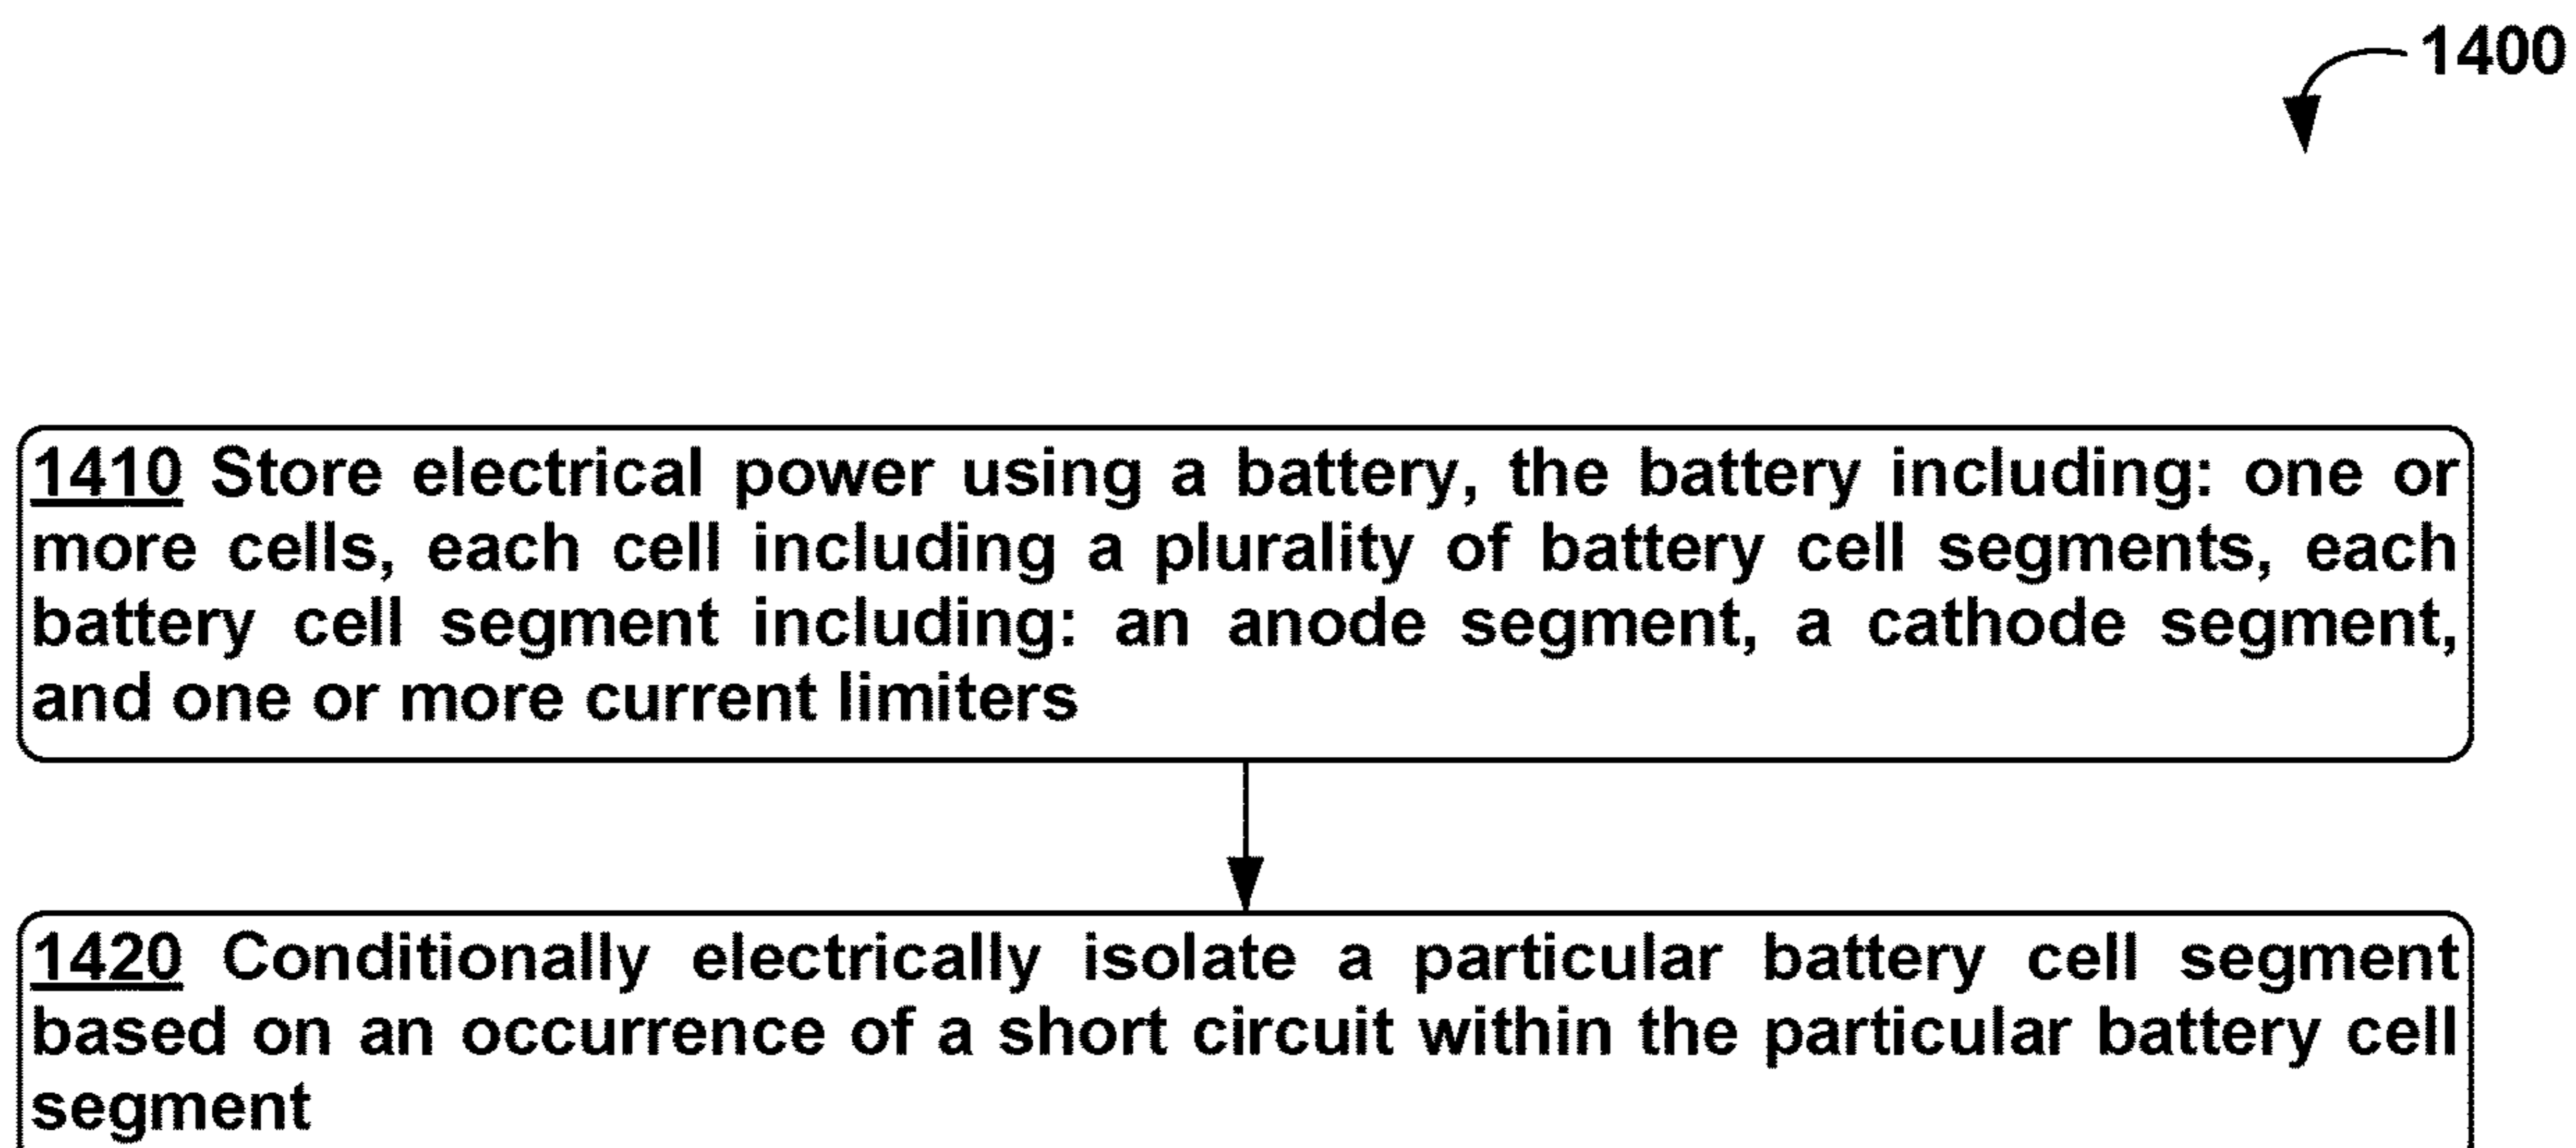 1400
1410 Store electrical power using a battery, the battery including: one or
more cells, each cell including a plurality of battery cell segments, each
battery cell segment including: an anode segment, a cathode segment,
and one or more current limiters
1420 Conditionally electrically isolate a particular battery cell segment
based on an occurrence of a short circuit within the particular battery cell
segment